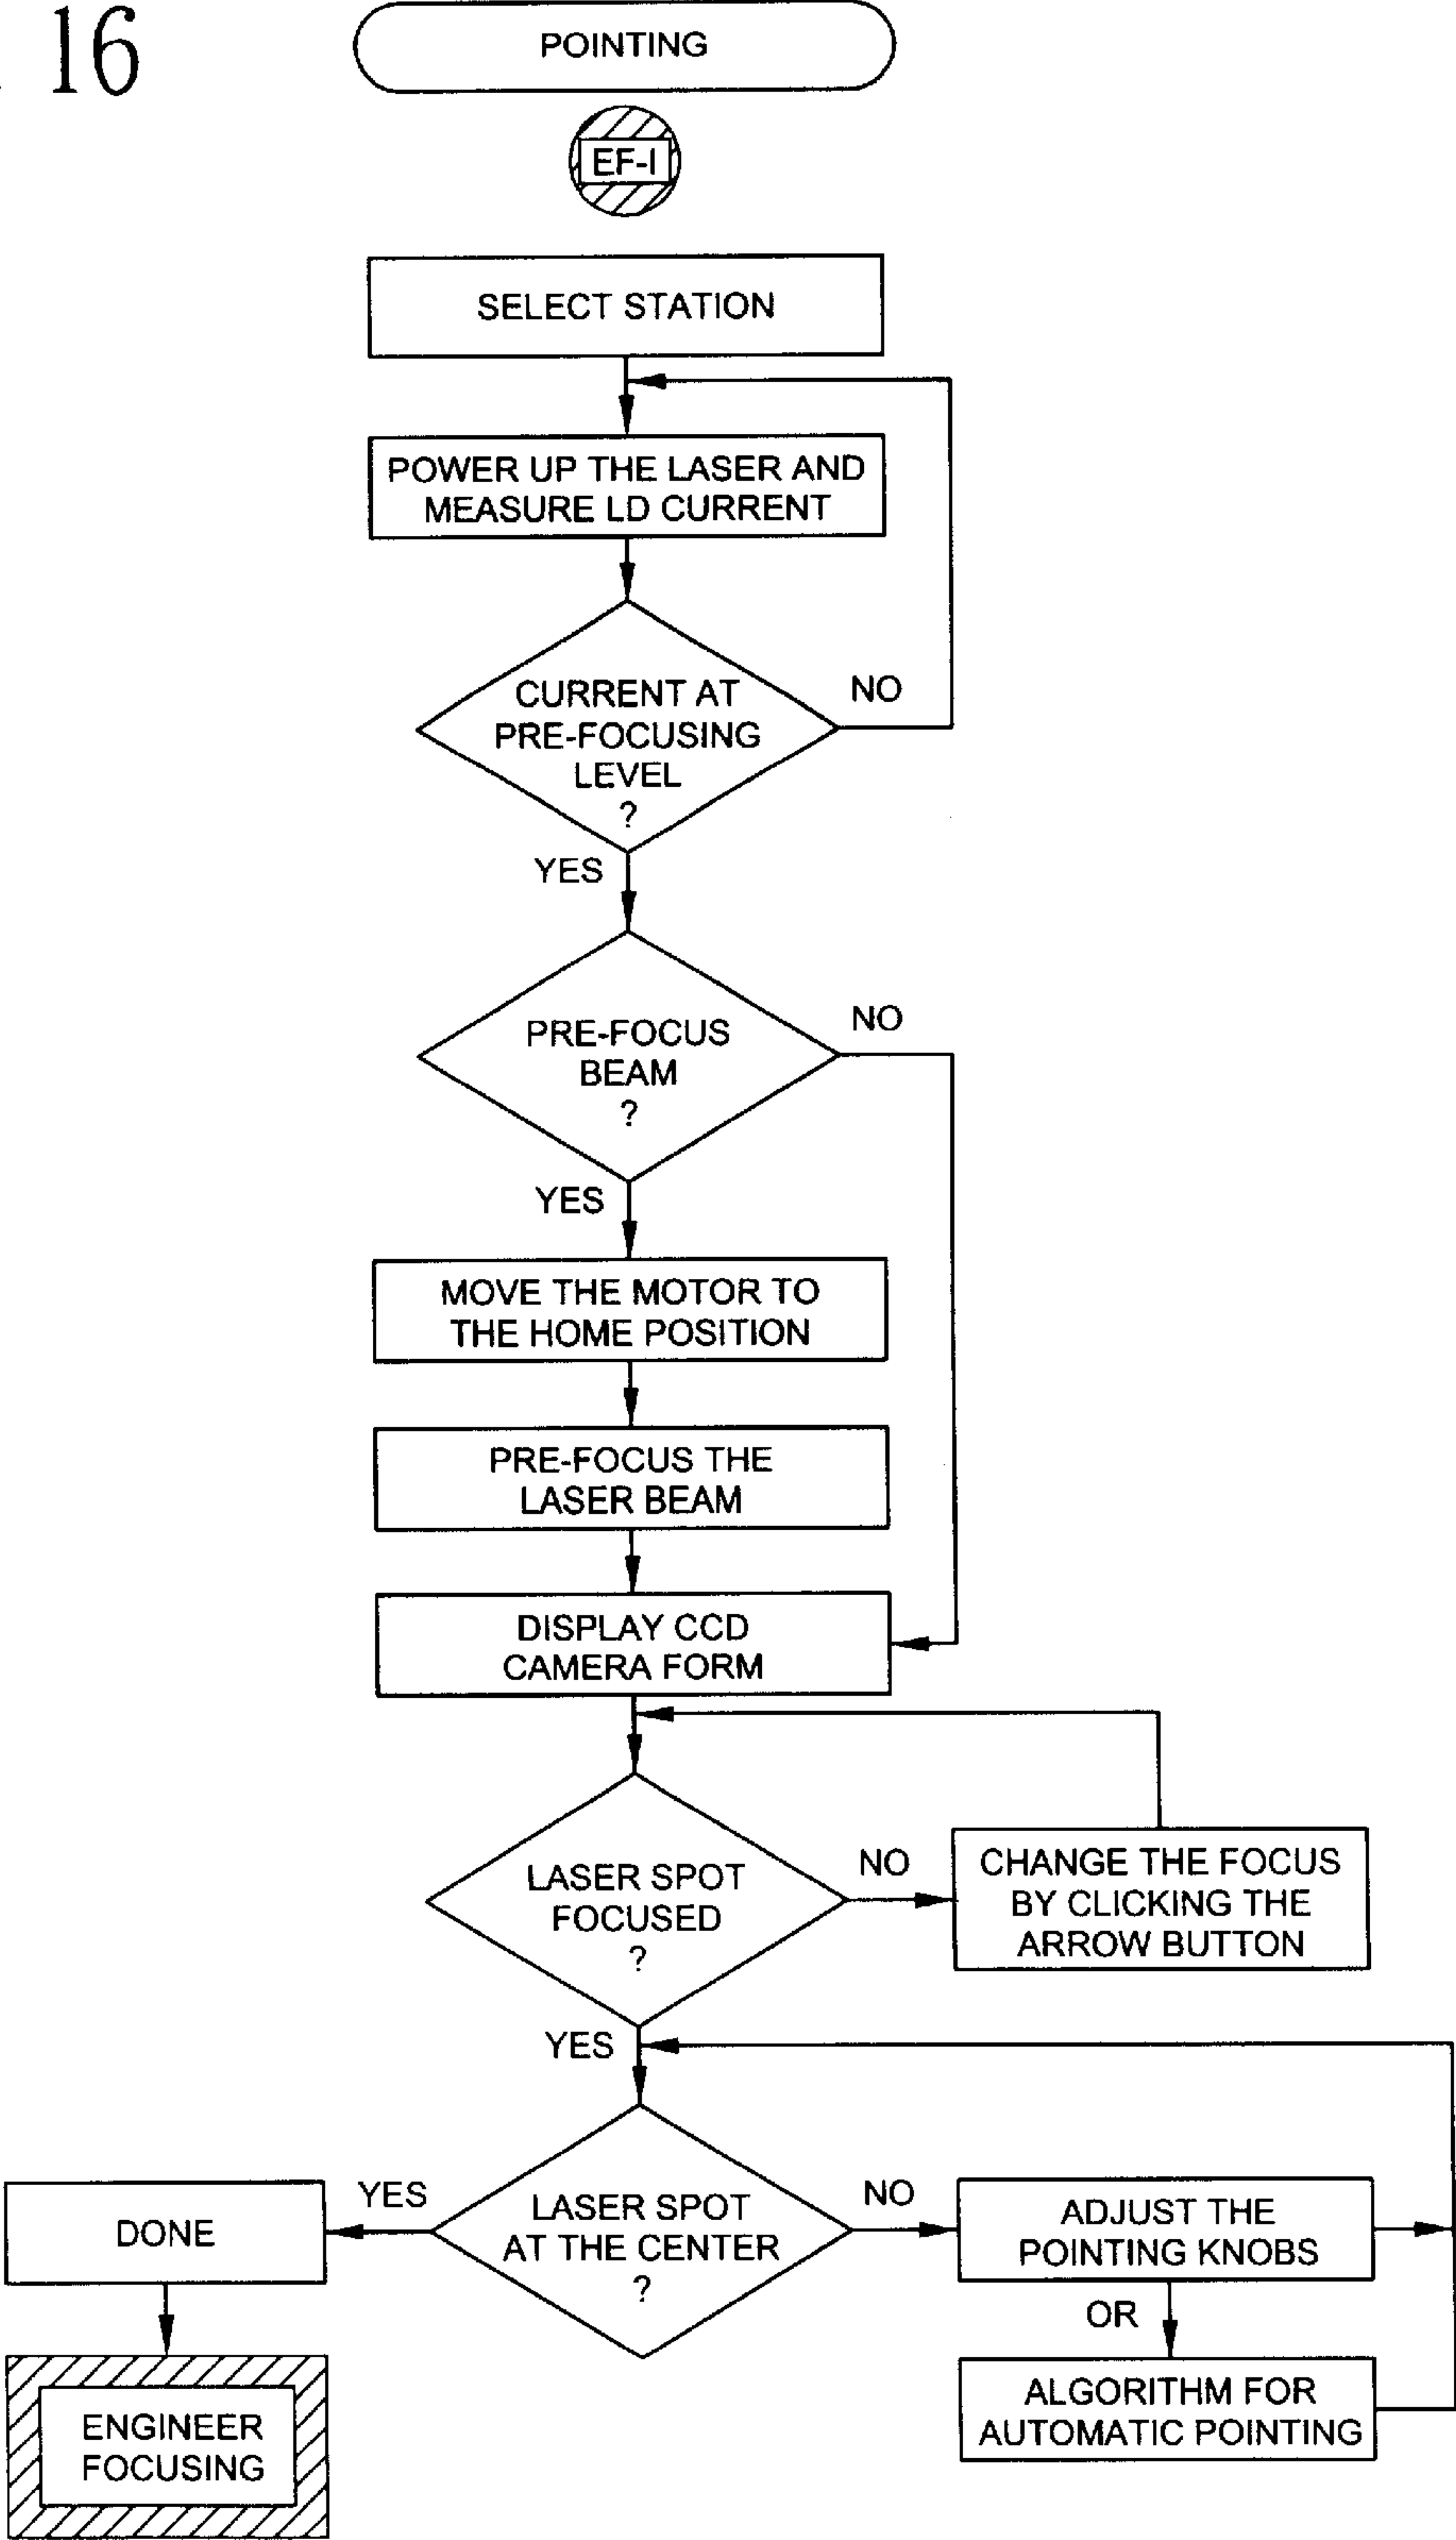 16
POINTING
EF-I
SELECT STATION
POWER UP THE LASER AND
MEASURE LD CURRENT
CURRENT AT
PRE-FOCUSING
LEVEL
?
NO
YES
PRE-FOCUS
BEAM
?
NO
YES
MOVE THE MOTOR TO
THE HOME POSITION
PRE-FOCUS THE
LASER BEAM
DISPLAY CCD
CAMERA FORM
LASER SPOT
FOCUSED
?
NO
CHANGE THE FOCUS
BY CLICKING THE
ARROW BUTTON
YES
LASER SPOT
AT THE CENTER
?
YES
DONE
NO
ADJUST THE
POINTING KNOBS
OR
ALGORITHM FOR
AUTOMATIC POINTING
ENGINEER
FOCUSING